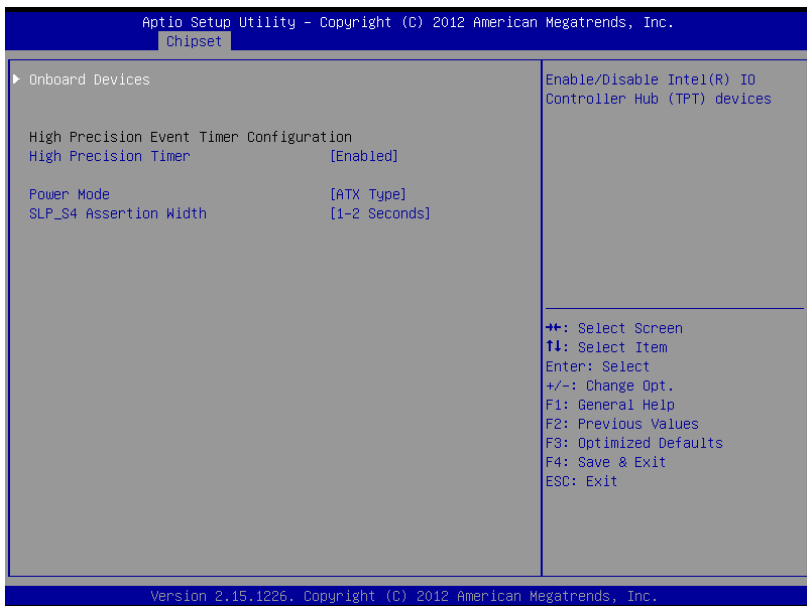 Aptio Setup Utility – Copyright (C) 2012 American Megatrends, Inc.
Chipset
Onboard Devices
High Precision Event Timer Configuration
High Precision Timer [Enabled]
Power Mode [ATX Type]
SLP_S4 Assertion Width [1-2 Seconds]
Enable/Disable Intel(R) IO
Controller Hub (TPT) devices
→←: Select Screen
↑↓: Select Item
Enter: Select
+/-: Change Opt.
F1: General Help
F2: Previous Values
F3: Optimized Defaults
F4: Save & Exit
ESC: Exit
Version 2.15.1226. Copyright (C) 2012 American Megatrends, Inc.